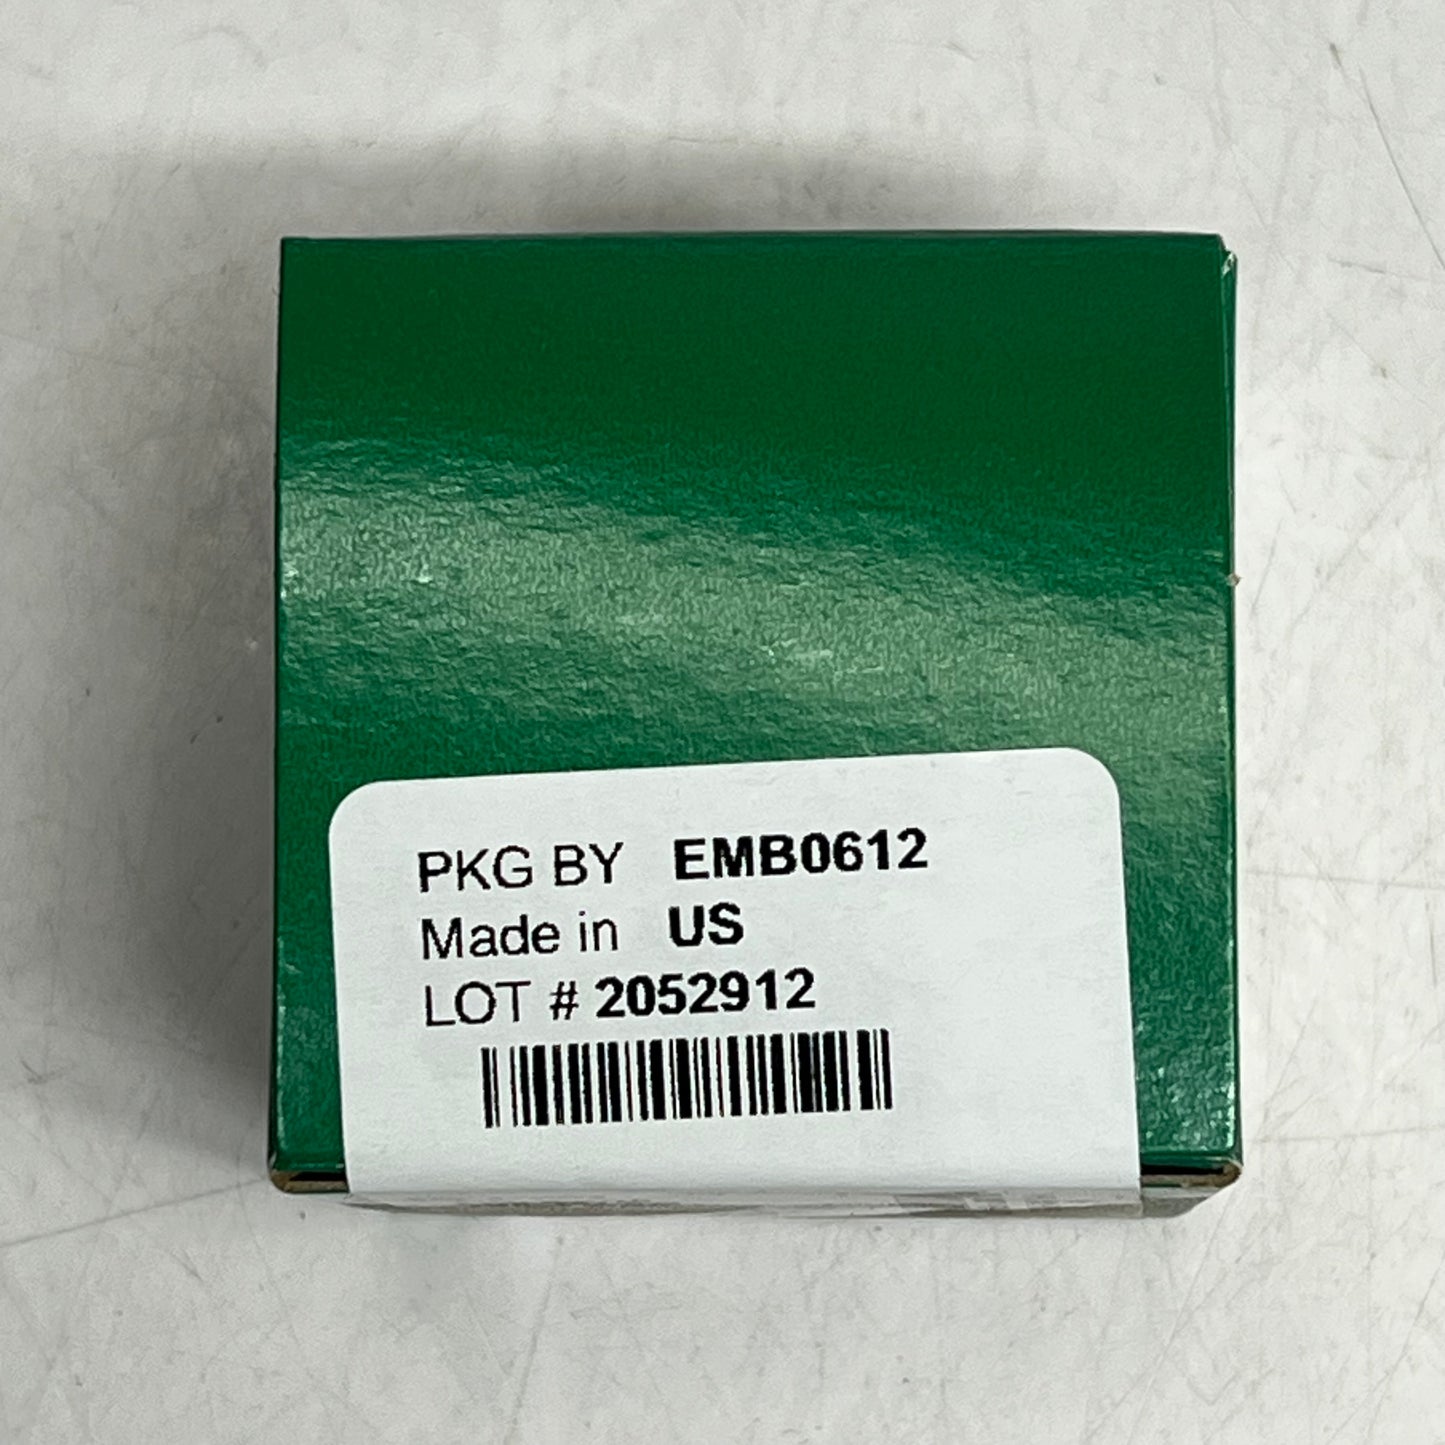 PKG BY EMB0612
Made in US
LOT # 2052912